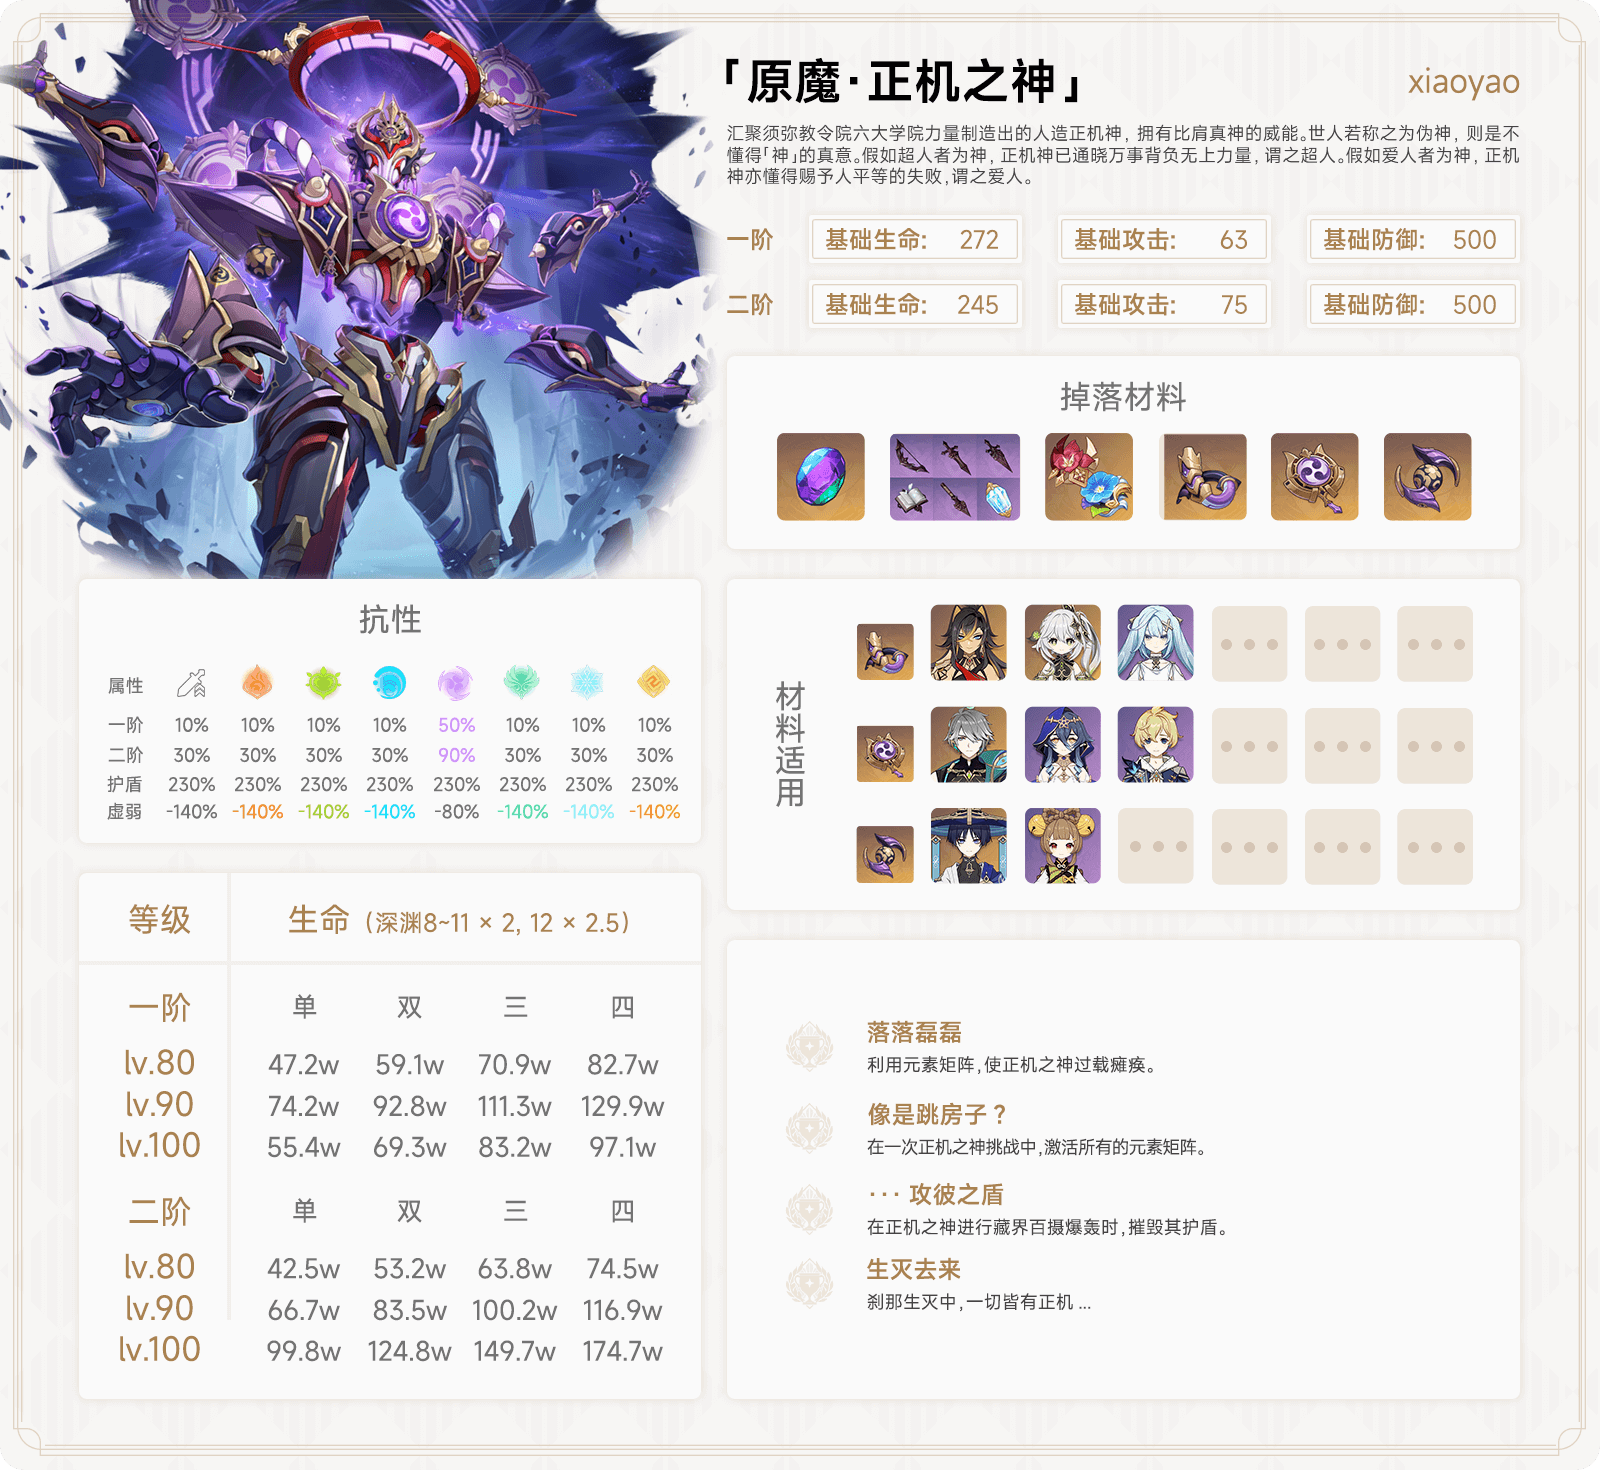 「原魔·正机之神」
xiaoyao
汇聚须弥教令院六大学院力量制造出的人造正机神，拥有比肩真神的威能。世人若称之为伪神，则是不
懂得「神」的真意。假如超人者为神，正机神已通晓万事背负无上力量，谓之超人。假如爱人者为神，正机
神亦懂得赐予人平等的失败，谓之爱人。
一阶 基础生命: 272 基础攻击: 63 基础防御: 500
二阶 基础生命: 245 基础攻击: 75 基础防御: 500
掉落材料
抗性
属性
一阶 10% 10% 10% 10% 50% 10% 10% 10%
二阶 30% 30% 30% 30% 90% 30% 30% 30%
护盾 230% 230% 230% 230% 230% 230% 230% 230%
虚弱 -140% -140% -140% -140% -80% -140% -140% -140%
材料适用
等级 生命（深渊8~11 × 2, 12 × 2.5）
一阶 单 双 三 四
lv.80 47.2w 59.1w 70.9w 82.7w
lv.90 74.2w 92.8w 111.3w 129.9w
lv.100 55.4w 69.3w 83.2w 97.1w
二阶 单 双 三 四
lv.80 42.5w 53.2w 63.8w 74.5w
lv.90 66.7w 83.5w 100.2w 116.9w
lv.100 99.8w 124.8w 149.7w 174.7w
落落磊磊
利用元素矩阵，使正机之神过载瘫痪。
像是跳房子？
在一次正机之神挑战中，激活所有的元素矩阵。
··· 攻彼之盾
在正机之神进行藏界百摄爆轰时，摧毁其护盾。
生灭去来
刹那生灭中，一切皆有正机 ...